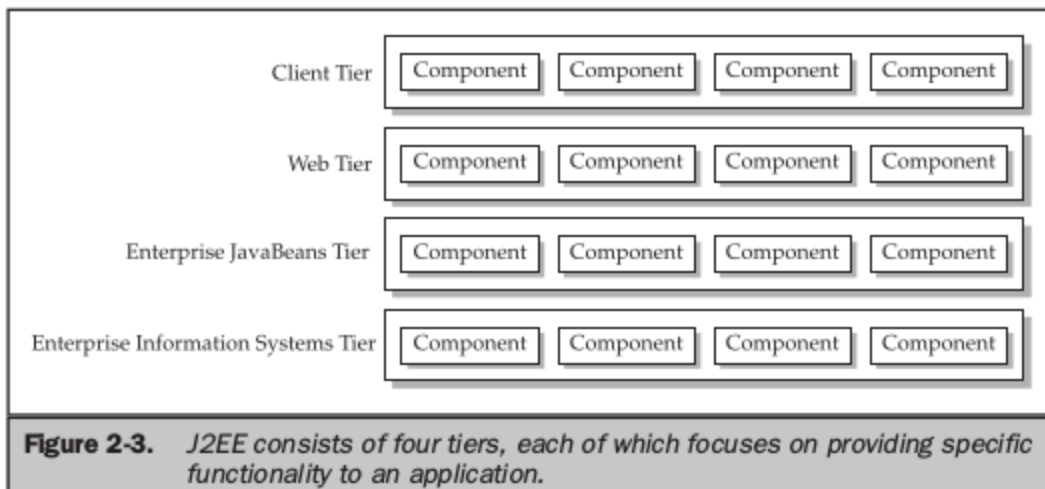 Client Tier Component Component Component Component
Web Tier Component Component Component Component
Enterprise JavaBeans Tier Component Component Component Component
Enterprise Information Systems Tier Component Component Component Component
Figure 2-3. J2EE consists of four tiers, each of which focuses on providing specific
functionality to an application.